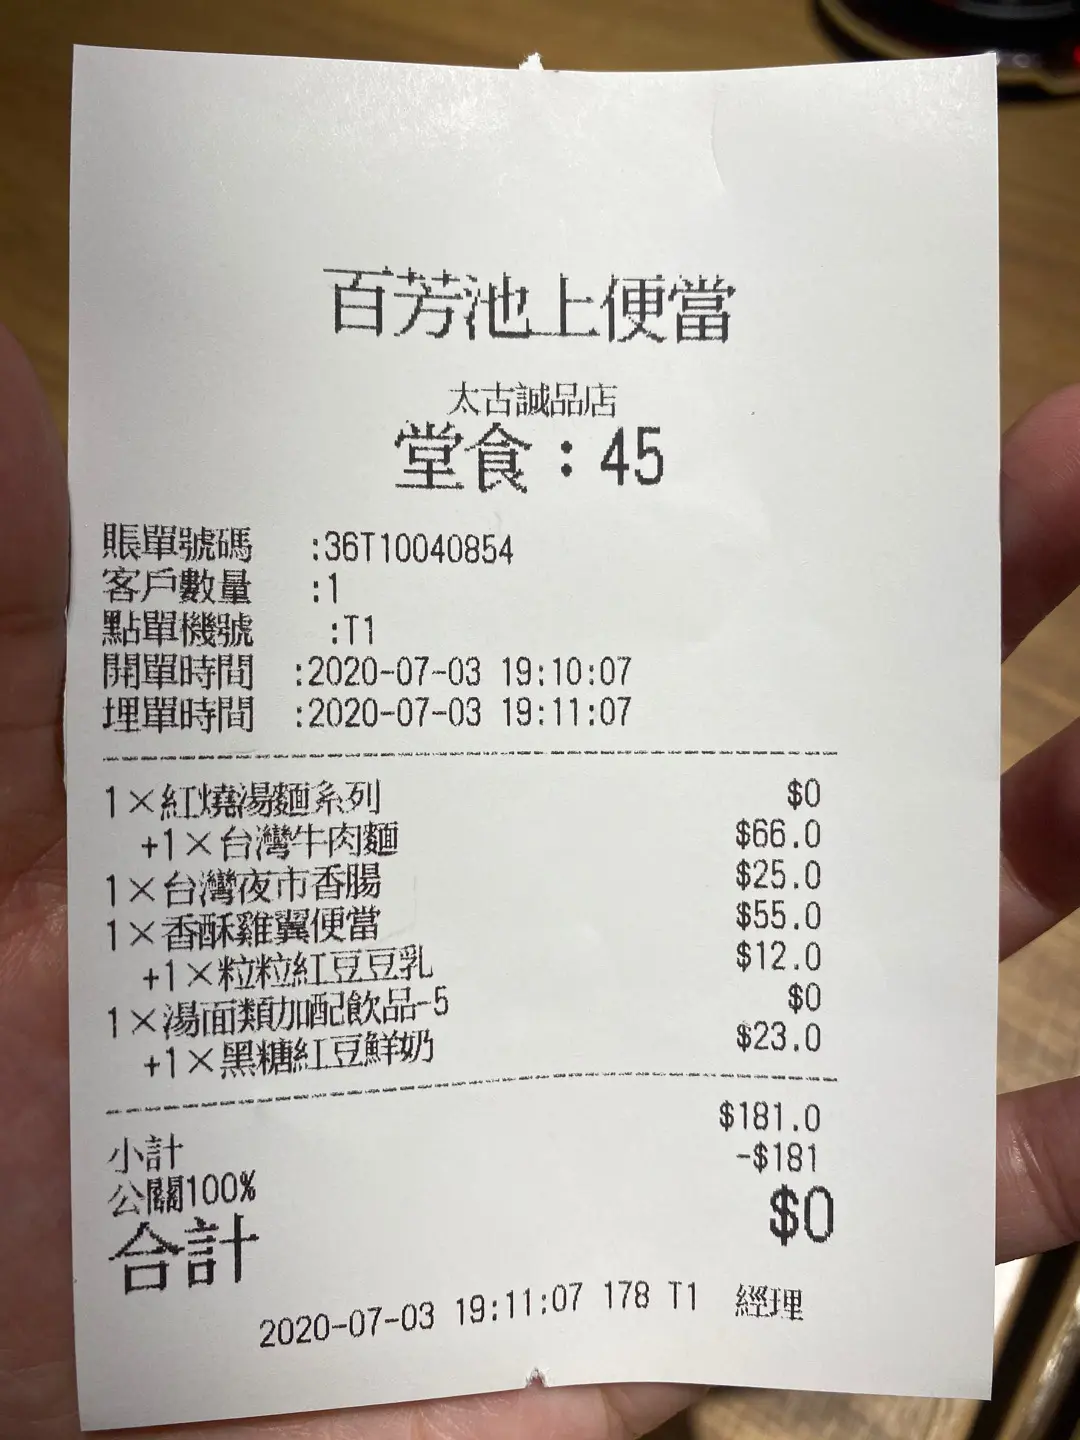 百芳池上便當
太古誠品店
堂食：45
賬單號碼 :36T10040854
客戶數量 :1
點單機號 :T1
開單時間 :2020-07-03 19:10:07
埋單時間 :2020-07-03 19:11:07
1×紅燒湯麵系列 $0
+1×台灣牛肉麵 $66.0
1×台灣夜市香腸 $25.0
1×香酥雞翼便當 $55.0
+1×粒粒紅豆豆乳 $12.0
1×湯面類加配飲品-5 $0
+1×黑糖紅豆鮮奶 $23.0
小計 $181.0
公關100% -$181
合計 $0
2020-07-03 19:11:07 178 T1 經理